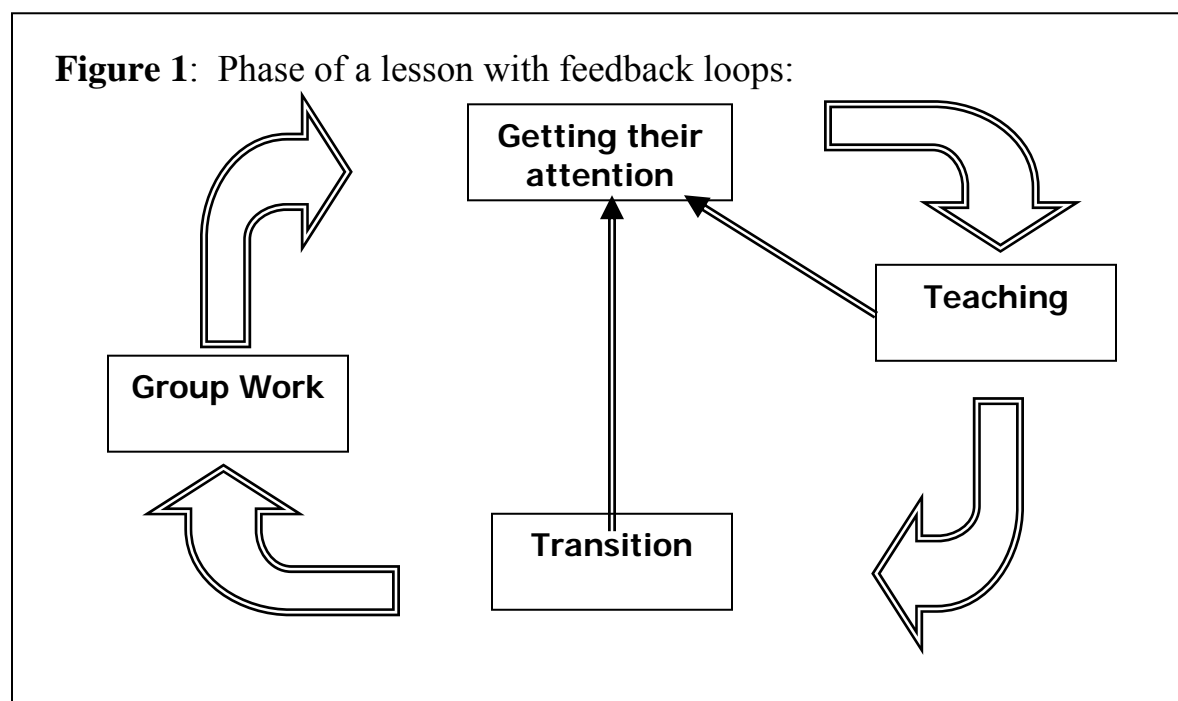 Figure 1:  Phase of a lesson with feedback loops:
Getting their
attention
Teaching
Group Work
Transition